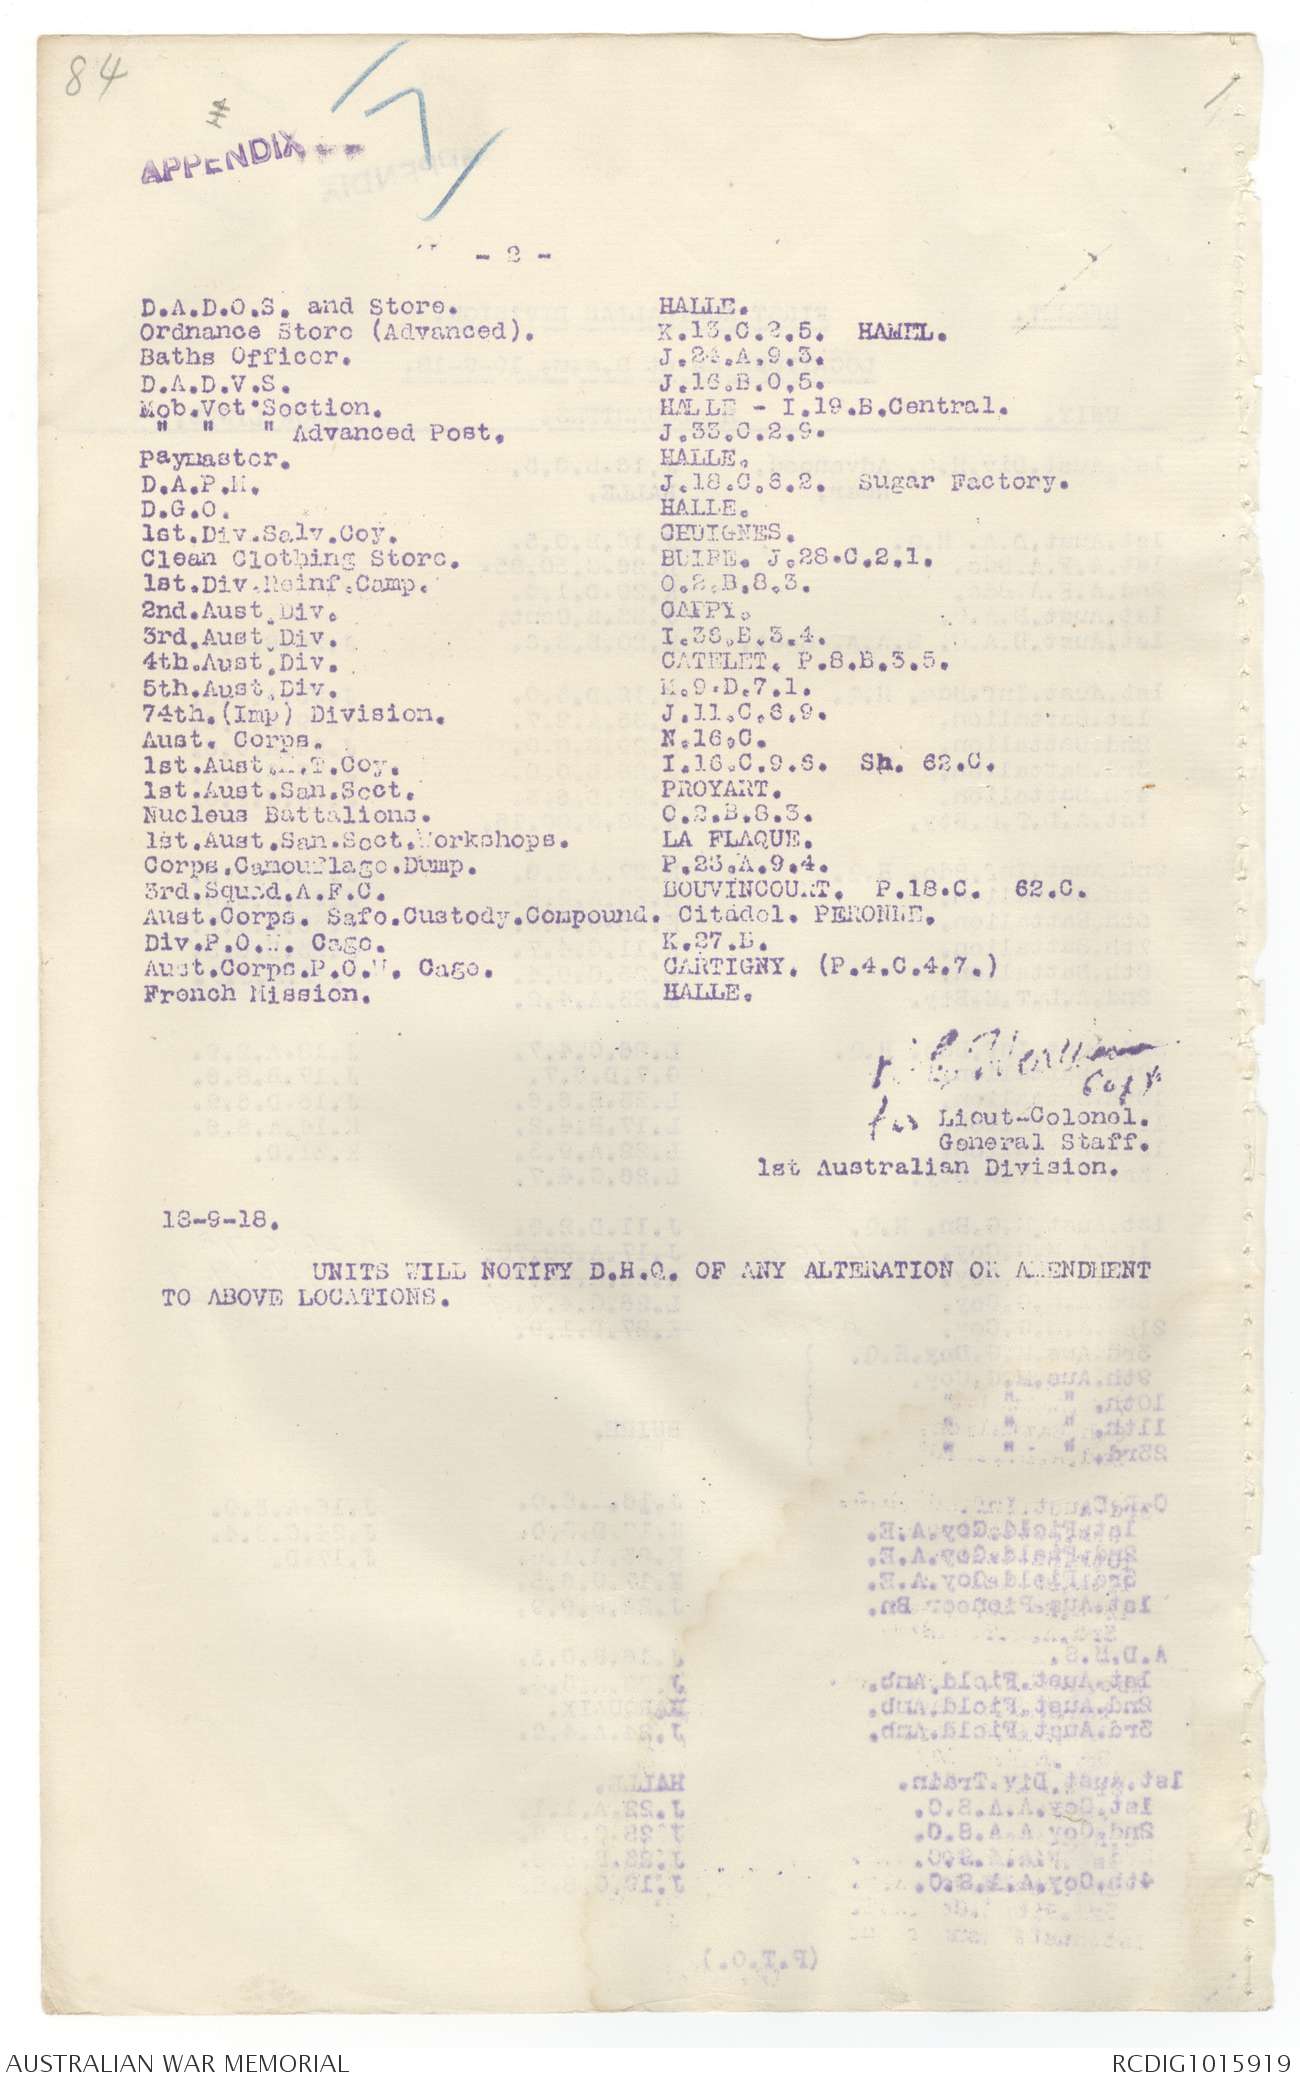 84
APPENDIX
- 2 -
D.A.D.O.S. and Store. HALLE.
Ordnance Store (Advanced). K.13.C.2.5. HAMEL.
Baths Officer. J.24.A.9.3.
D.A.D.V.S. J.16.B.0.5.
Mob.Vet.Section. HALLE - I.19.B.Central.
" " " Advanced Post. J.33.C.2.9.
Paymaster. HALLE.
D.A.P.M. J.18.C.6.2. Sugar Factory.
D.G.O. HALLE.
1st.Div.Salv.Coy. CEDIGNES.
Clean Clothing Store. BUIRE. J.28.C.2.1.
1st.Div.Reinf.Camp. O.2.B.8.3.
2nd.Aust.Div. CAPPY.
3rd.Aust.Div. I.36.B.3.4.
4th.Aust.Div. CATELET. P.8.B.3.5.
5th.Aust.Div. M.9.D.7.1.
74th.(Imp) Division. J.11.C.6.9.
Aust. Corps. N.16.C.
1st.Aust.M.T.Coy. I.16.C.9.6. Sh. 62.C.
1st.Aust.San.Sect. PROYART.
Nucleus Battalions. O.2.B.8.3.
1st.Aust.San.Sect.Workshops. LA FLAQUE.
Corps.Camouflage.Dump. P.23.A.9.4.
3rd.Squad.A.F.C. BOUVINCOURT. P.18.C. 62.C.
Aust.Corps. Safe.Custody.Compound. Citadel. PERONNE.
Div.P.O.W. Cage. K.27.B.
Aust.Corps.P.O.W. Cage. CARTIGNY. (P.4.C.4.7.)
French Mission. HALLE.
Copy
for Lieut-Colonel.
General Staff.
1st Australian Division.
13-9-18.
UNITS WILL NOTIFY D.H.Q. OF ANY ALTERATION OR AMENDMENT
TO ABOVE LOCATIONS.
AUSTRALIAN WAR MEMORIAL
RCDIG1015919